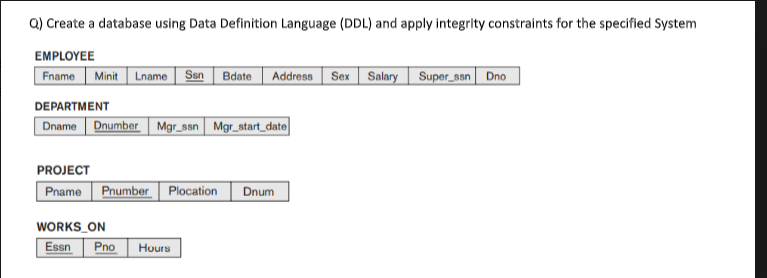 Q) Create a database using Data Definition Language (DDL) and apply integrity constraints for the specified System
EMPLOYEE
Fname Minit Lname Ssn Bdate Address Sex Salary Super_ssn Dno
DEPARTMENT
Dname Dnumber Mgr_ssn Mgr_start_date
PROJECT
Pname Pnumber Plocation Dnum
WORKS_ON
Essn Pno Hours